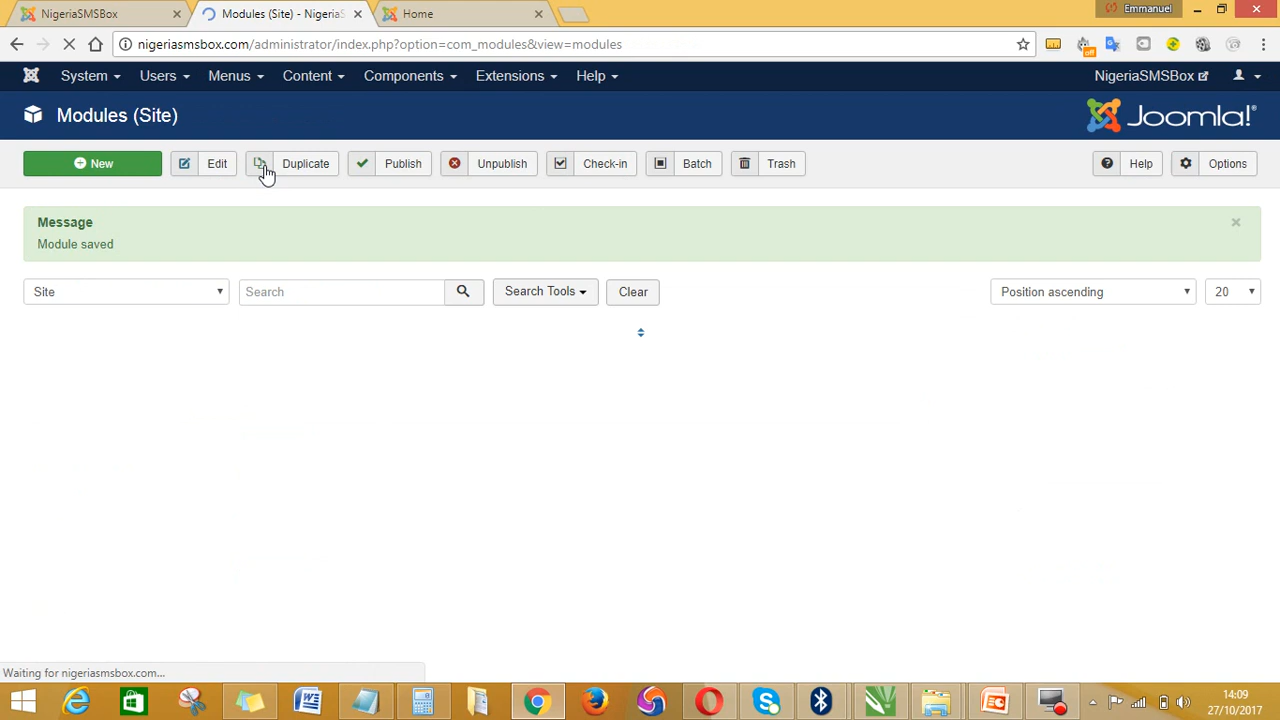 NigeriaSMSBox
Modules (Site) - NigeriaS
Home
Emmanuel
nigeriasmsbox.com/administrator/index.php?option=com_modules&view=modules
off
System Users Menus Content Components Extensions Help
NigeriaSMSBox
Modules (Site)
Joomla!®
New Edit Duplicate Publish Unpublish Check-in Batch Trash Help Options
Message
Module saved
Site
Search
Search Tools
Clear
Position ascending
20
Waiting for nigeriasmsbox.com...
14:09
27/10/2017